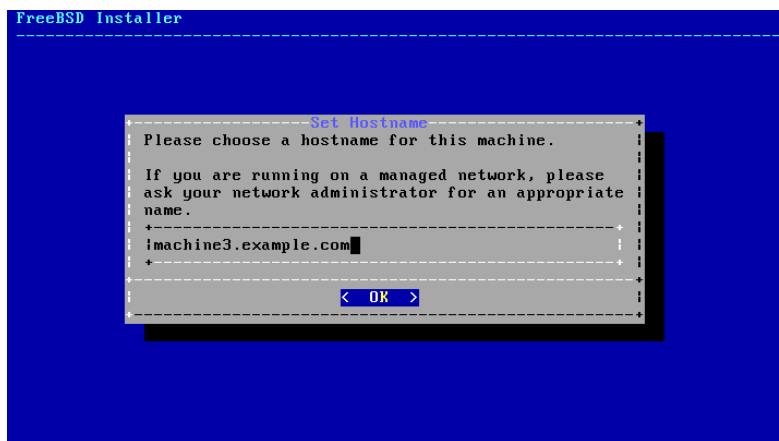 FreeBSD Installer
Set Hostname
Please choose a hostname for this machine.
If you are running on a managed network, please
ask your network administrator for an appropriate
name.
machine3.example.com
< OK >